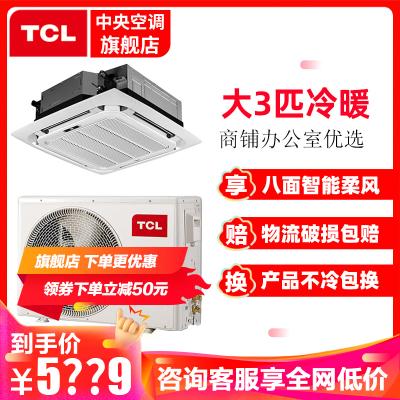 TCL
中央空调
旗舰店
大3匹冷暖
商铺办公室优选
享 八面智能柔风
赔 物流破损包赔
换 产品不冷包换
TCL
旗舰店 下单更优惠
领券下单立减50元
到手价
¥5??9
咨询客服享全网低价